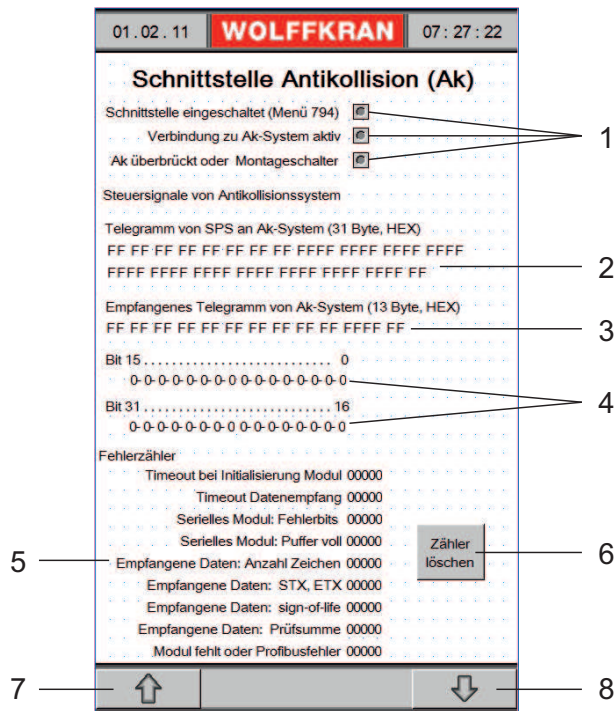 01.02.11 WOLFFKRAN 07:27:22
Schnittstelle Antikollision (Ak)
Schnittstelle eingeschaltet (Menü 794)
Verbindung zu Ak-System aktiv
1
Ak überbrückt oder Montageschalter
Steuersignale von Antikollisionssystem
Telegramm von SPS an Ak-System (31 Byte, HEX)
FF FF FF FF FF FF FF FF FFFF FFFF FFFF FFFF
2
FFFF FFFF FFFF FFFF FFFF FFFF FFFF FF
Empfangenes Telegramm von Ak-System (13 Byte, HEX)
FF FF FF FF FF FF FF FF FF FF FFFF FF
3
Bit 15 . . . . . . . . . . . . . . . . . . . . . . . . . . 0
0-0-0-0-0-0-0-0 0-0-0-0-0-0-0-0
4
Bit 31 . . . . . . . . . . . . . . . . . . . . . . . . . . 16
0-0-0-0-0-0-0-0-0-0-0-0-0-0-0-0
Fehlerzähler
Timeout bei Initialisierung Modul 00000
Timeout Datenempfang 00000
Serielles Modul: Fehlerbits 00000
Serielles Modul: Puffer voll 00000
Zähler
löschen
6
5
Empfangene Daten: Anzahl Zeichen 00000
Empfangene Daten: STX, ETX 00000
Empfangene Daten: sign-of-life 00000
Empfangene Daten: Prüfsumme 00000
Modul fehlt oder Profibusfehler 00000
7
8